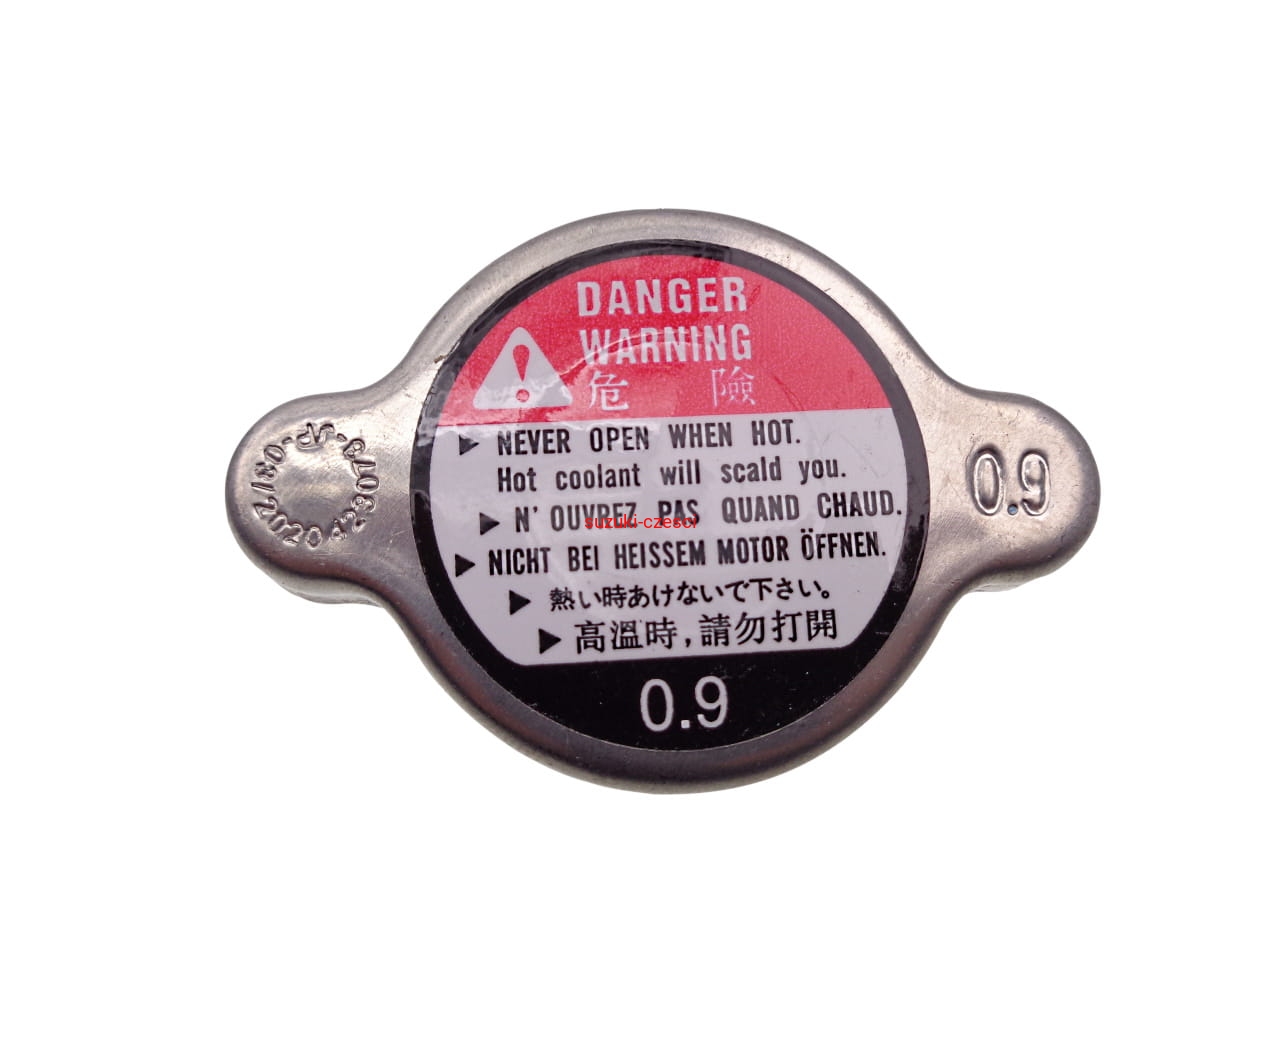 DANGER
WARNING
危 險
▶ NEVER OPEN WHEN HOT.
Hot coolant will scald you.
▶ N' OUVREZ PAS QUAND CHAUD.
suzuki-czesci
▶ NICHT BEI HEISSEM MOTOR ÖFFNEN.
▶ 熱い時あけないで下さい。
▶ 高溫時，請勿打開
0.9
0.9